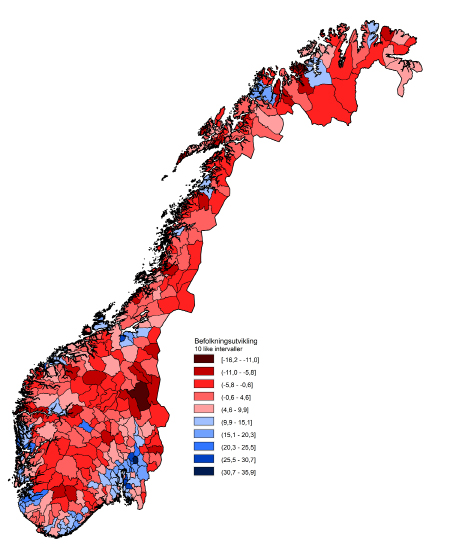 Befolkningsutvikling
10 like intervaller
[-16,2 - -11,0]
(-11,0 - -5,8]
(-5,8 - -0,6]
(-0,6 - 4,6]
(4,6 - 9,9]
(9,9 - 15,1]
(15,1 - 20,3]
(20,3 - 25,5]
(25,5 - 30,7]
(30,7 - 35,9]